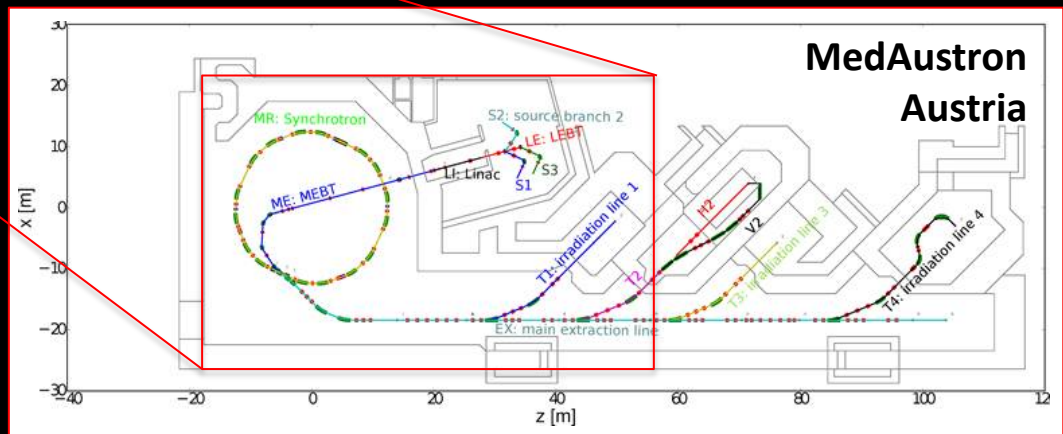 MedAustron
Austria
30
20
10
0
−10
−20
−30
x [m]
−40
−20
0
20
40
60
80
100
12
z [m]
MR: Synchrotron
S2: source branch 2
LE: LEBT
LI: Linac
S3
S1
ME: MEBT
T1: irradiation line 1
T2
H2
V2
T3: irradiation line 3
T4: irradiation line 4
EX: main extraction line